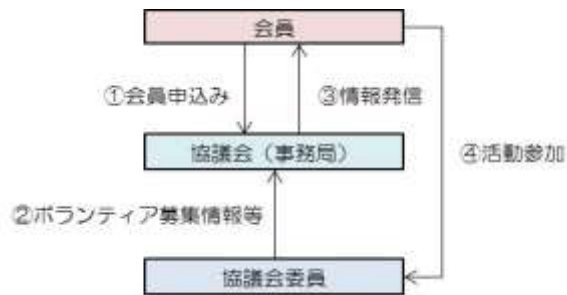 会員
①会員申込み
③情報発信
協議会（事務局）
④活動参加
②ボランティア募集情報等
協議会委員